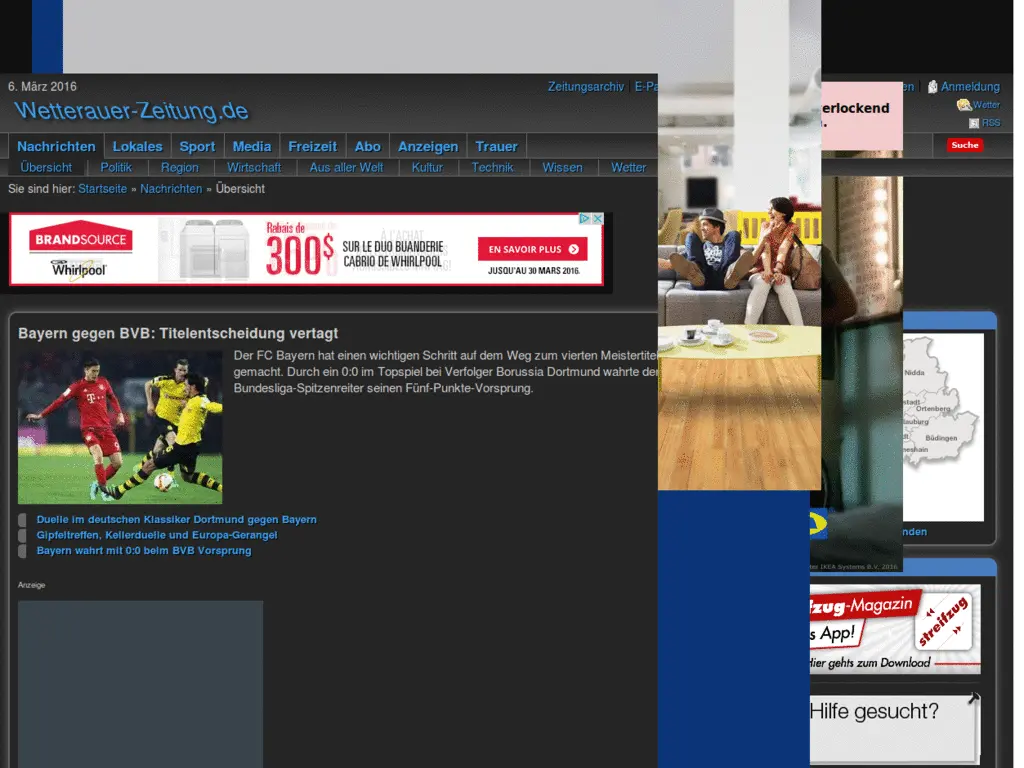 6. März 2016
Zeitungsarchiv
Anmeldung
Wetter
RSS
Wetterauer-Zeitung.de
Suche
Nachrichten Lokales Sport Media Freizeit Abo Anzeigen Trauer
Übersicht Politik Region Wirtschaft Aus aller Welt Kultur Technik Wissen Wetter
Sie sind hier: Startseite » Nachrichten » Übersicht
BRANDSOURCE
Whirlpool
Rabais de
300$
SUR LE DUO BUANDERIE
CABRIO DE WHIRLPOOL
EN SAVOIR PLUS
JUSQU'AU 30 MARS 2016.
Bayern gegen BVB: Titelentscheidung vertagt
Der FC Bayern hat einen wichtigen Schritt auf dem Weg zum vierten Meistertite
gemacht. Durch ein 0:0 im Topspiel bei Verfolger Borussia Dortmund wahrte der
Bundesliga-Spitzenreiter seinen Fünf-Punkte-Vorsprung.
Duelle im deutschen Klassiker Dortmund gegen Bayern
Gipfeltreffen, Kellerduelle und Europa-Gerangel
Bayern wahrt mit 0:0 beim BVB Vorsprung
Anzeige
erlockend
Nidda
Ortenberg
Büdingen
nden
IKEA Systems B.V. 2016
zug-Magazin
s App!
streifzug
Hier gehts zum Download
Hilfe gesucht?